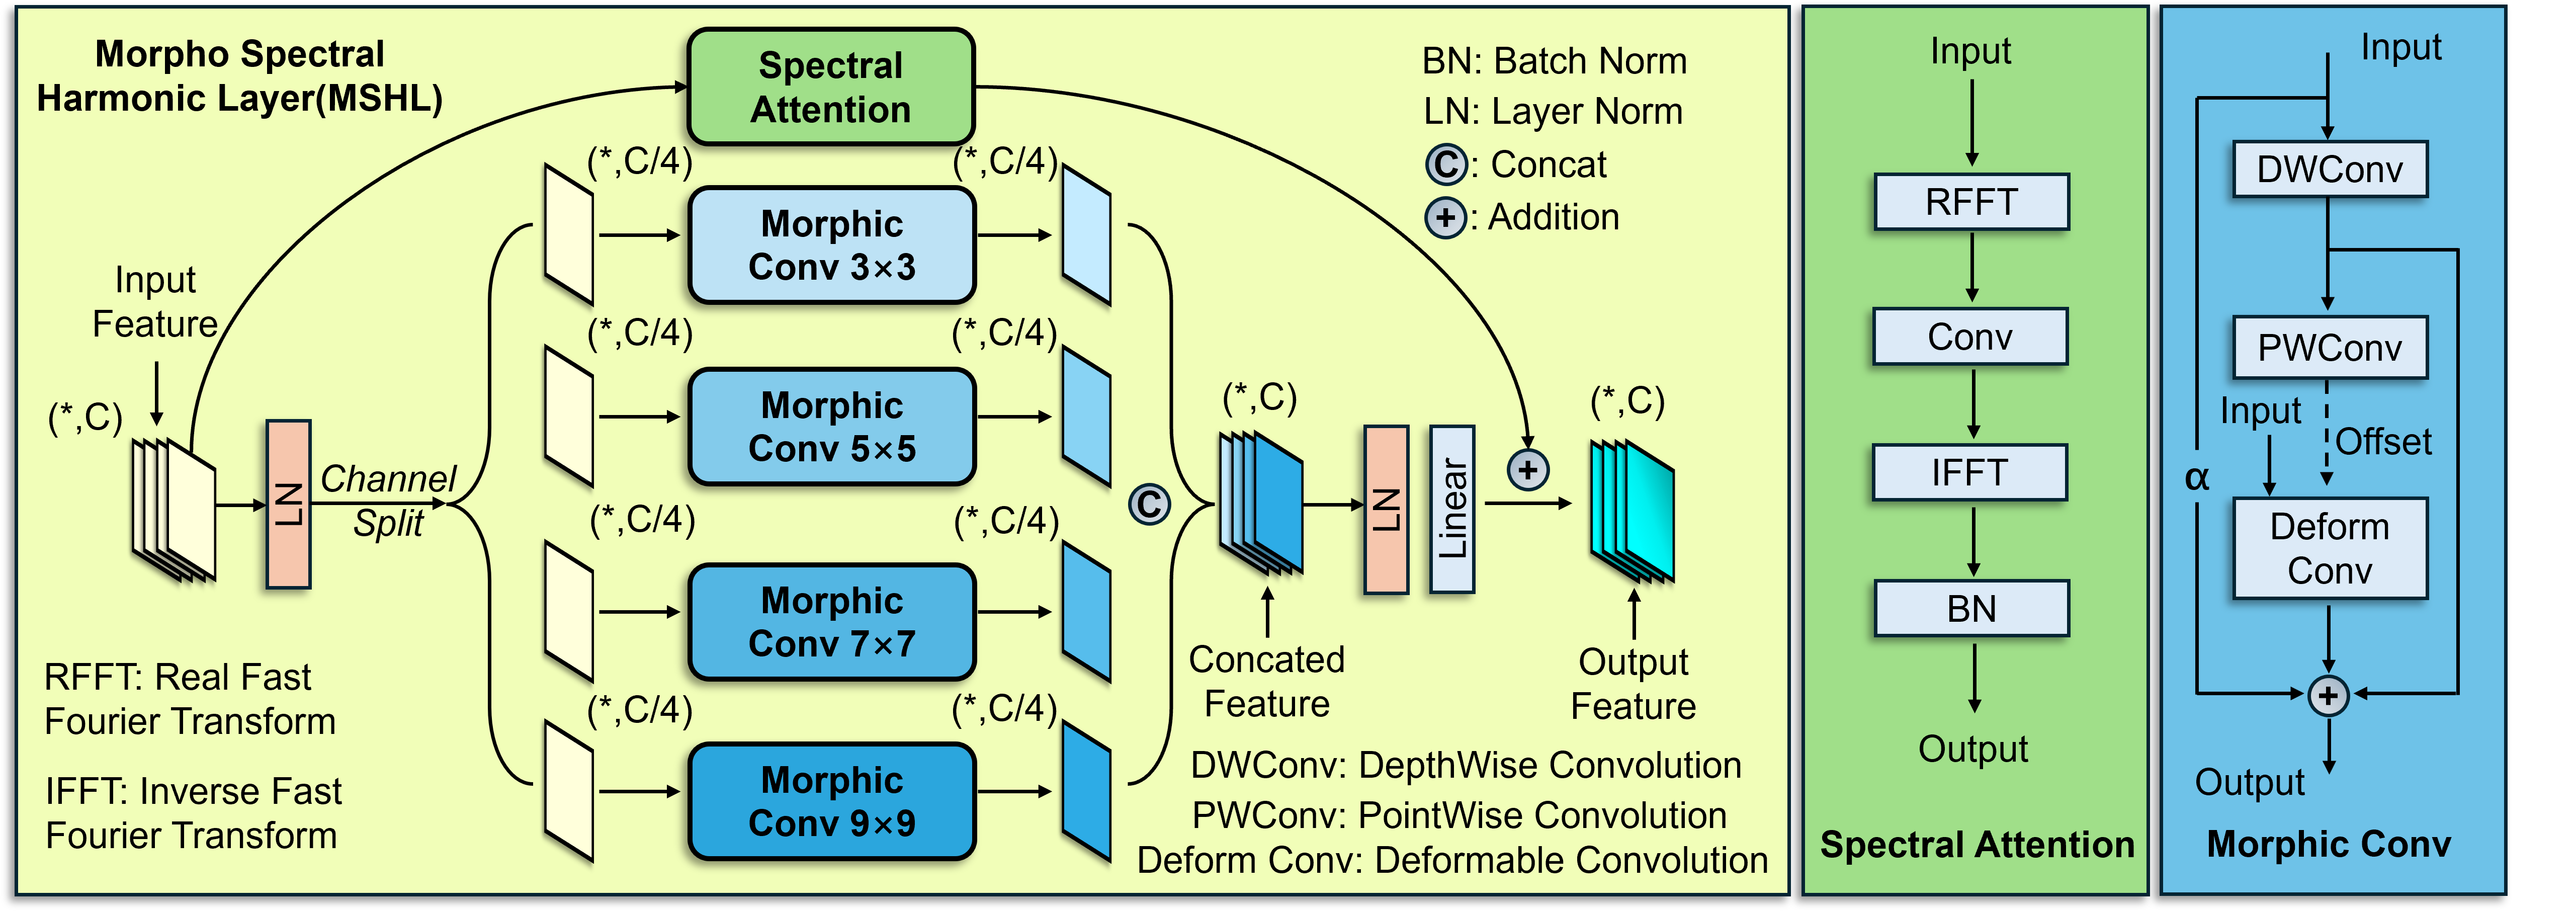 Morpho Spectral
Harmonic Layer(MSHL)
Spectral
Attention
BN: Batch Norm
LN: Layer Norm
C: Concat
+: Addition
Input
Feature
(*,C)
LN
Channel
Split
(*,C/4)
Morphic
Conv 3×3
(*,C/4)
(*,C/4)
Morphic
Conv 5×5
(*,C/4)
(*,C/4)
Morphic
Conv 7×7
(*,C/4)
(*,C/4)
Morphic
Conv 9×9
(*,C/4)
C
(*,C)
Concated
Feature
LN
Linear
+
(*,C)
Output
Feature
RFFT: Real Fast
Fourier Transform
IFFT: Inverse Fast
Fourier Transform
DWConv: DepthWise Convolution
PWConv: PointWise Convolution
Deform Conv: Deformable Convolution
Input
RFFT
Conv
IFFT
BN
Output
Spectral Attention
Input
DWConv
PWConv
Input
Offset
α
Deform
Conv
+
Output
Morphic Conv